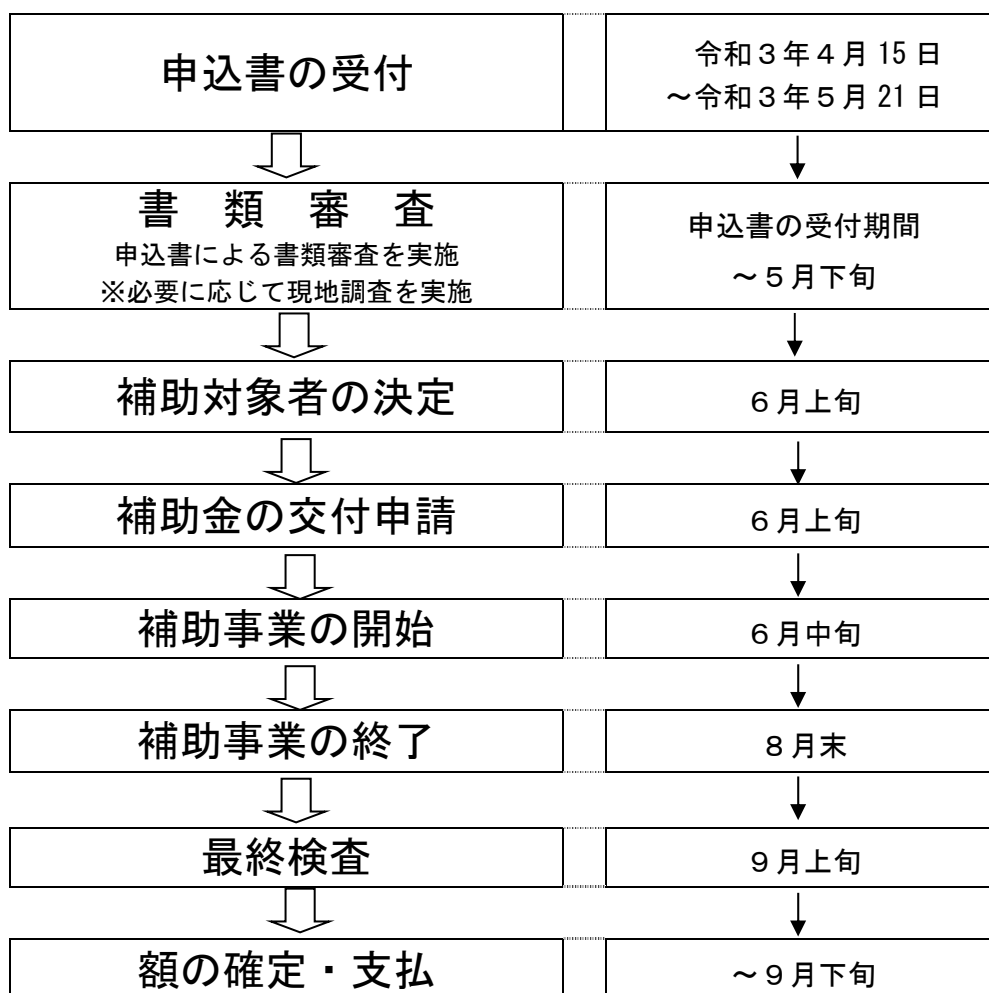 申込書の受付
令和３年４月 15 日
～令和３年５月 21 日
書　類　審　査
申込書による書類審査を実施
※必要に応じて現地調査を実施
申込書の受付期間
～５月下旬
補助対象者の決定
６月上旬
補助金の交付申請
６月上旬
補助事業の開始
６月中旬
補助事業の終了
８月末
最終検査
９月上旬
額の確定・支払
～９月下旬